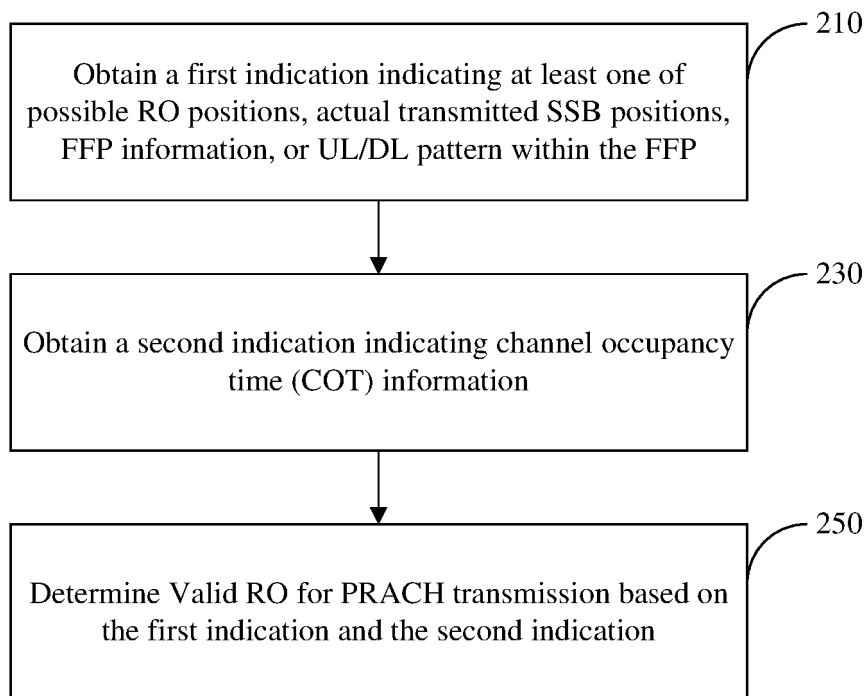 210
Obtain a first indication indicating at least one of
possible RO positions, actual transmitted SSB positions,
FFP information, or UL/DL pattern within the FFP
230
Obtain a second indication indicating channel occupancy
time (COT) information
250
Determine Valid RO for PRACH transmission based on
the first indication and the second indication